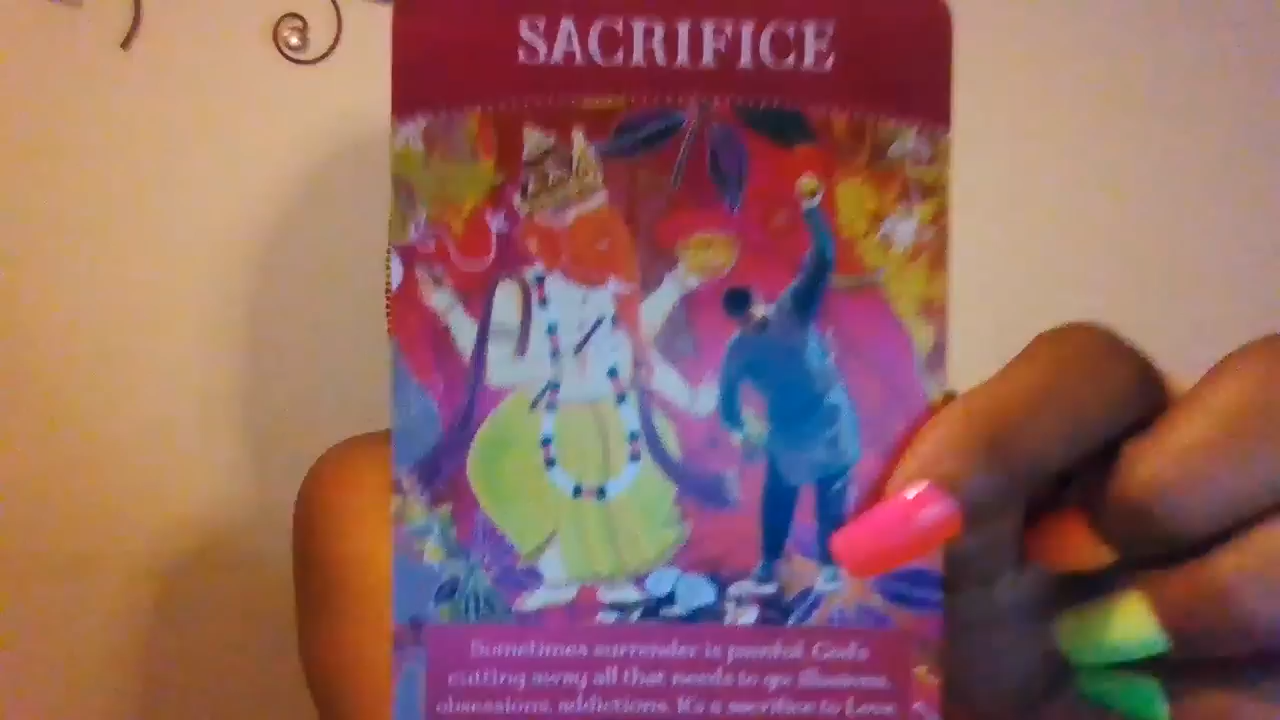 SACRIFICE
Sometimes surrender is painful. God's
cutting away all that needs to go: illusions,
obsessions, addictions. It's a sacrifice to Love.